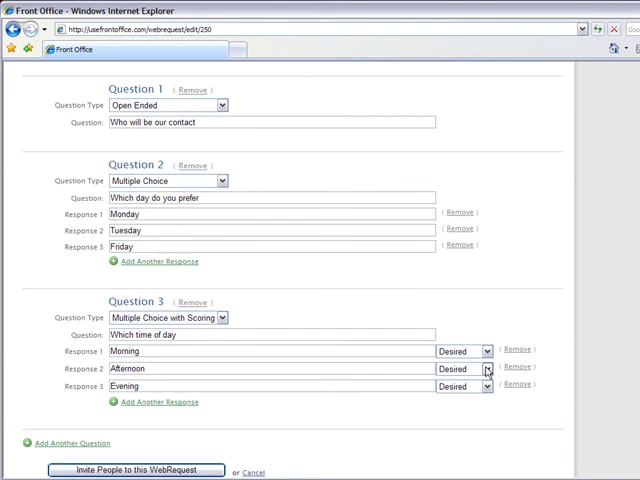 Front Office - Windows Internet Explorer
http://usefrontoffice.com/webrequest/edit/250
Goo
Front Office
Question 1 ( Remove )
Question Type Open Ended
Question: Who will be our contact
Question 2 ( Remove )
Question Type Multiple Choice
Question: Which day do you prefer
Response 1 Monday ( Remove )
Response 2 Tuesday ( Remove )
Response 3 Friday ( Remove )
Add Another Response
Question 3 ( Remove )
Question Type Multiple Choice with Scoring
Question: Which time of day
Response 1 Morning Desired ( Remove )
Response 2 Afternoon Desired ( Remove )
Response 3 Evening Desired ( Remove )
Add Another Response
Add Another Question
Invite People to this WebRequest or Cancel